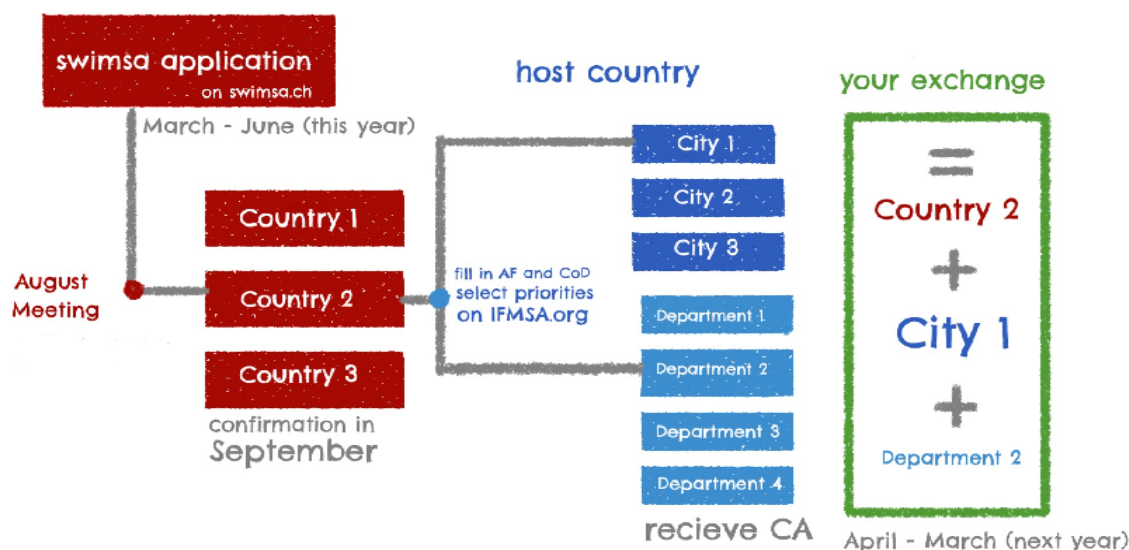 swimsa application
on swimsa.ch
March - June (this year)
August
Meeting
Country 1
Country 2
Country 3
confirmation in
September
host country
fill in AF and CoD
select priorities
on IFMSA.org
City 1
City 2
City 3
Department 1
Department 2
Department 3
Department 4
recieve CA
your exchange
=
Country 2
+
City 1
+
Department 2
April - March (next year)